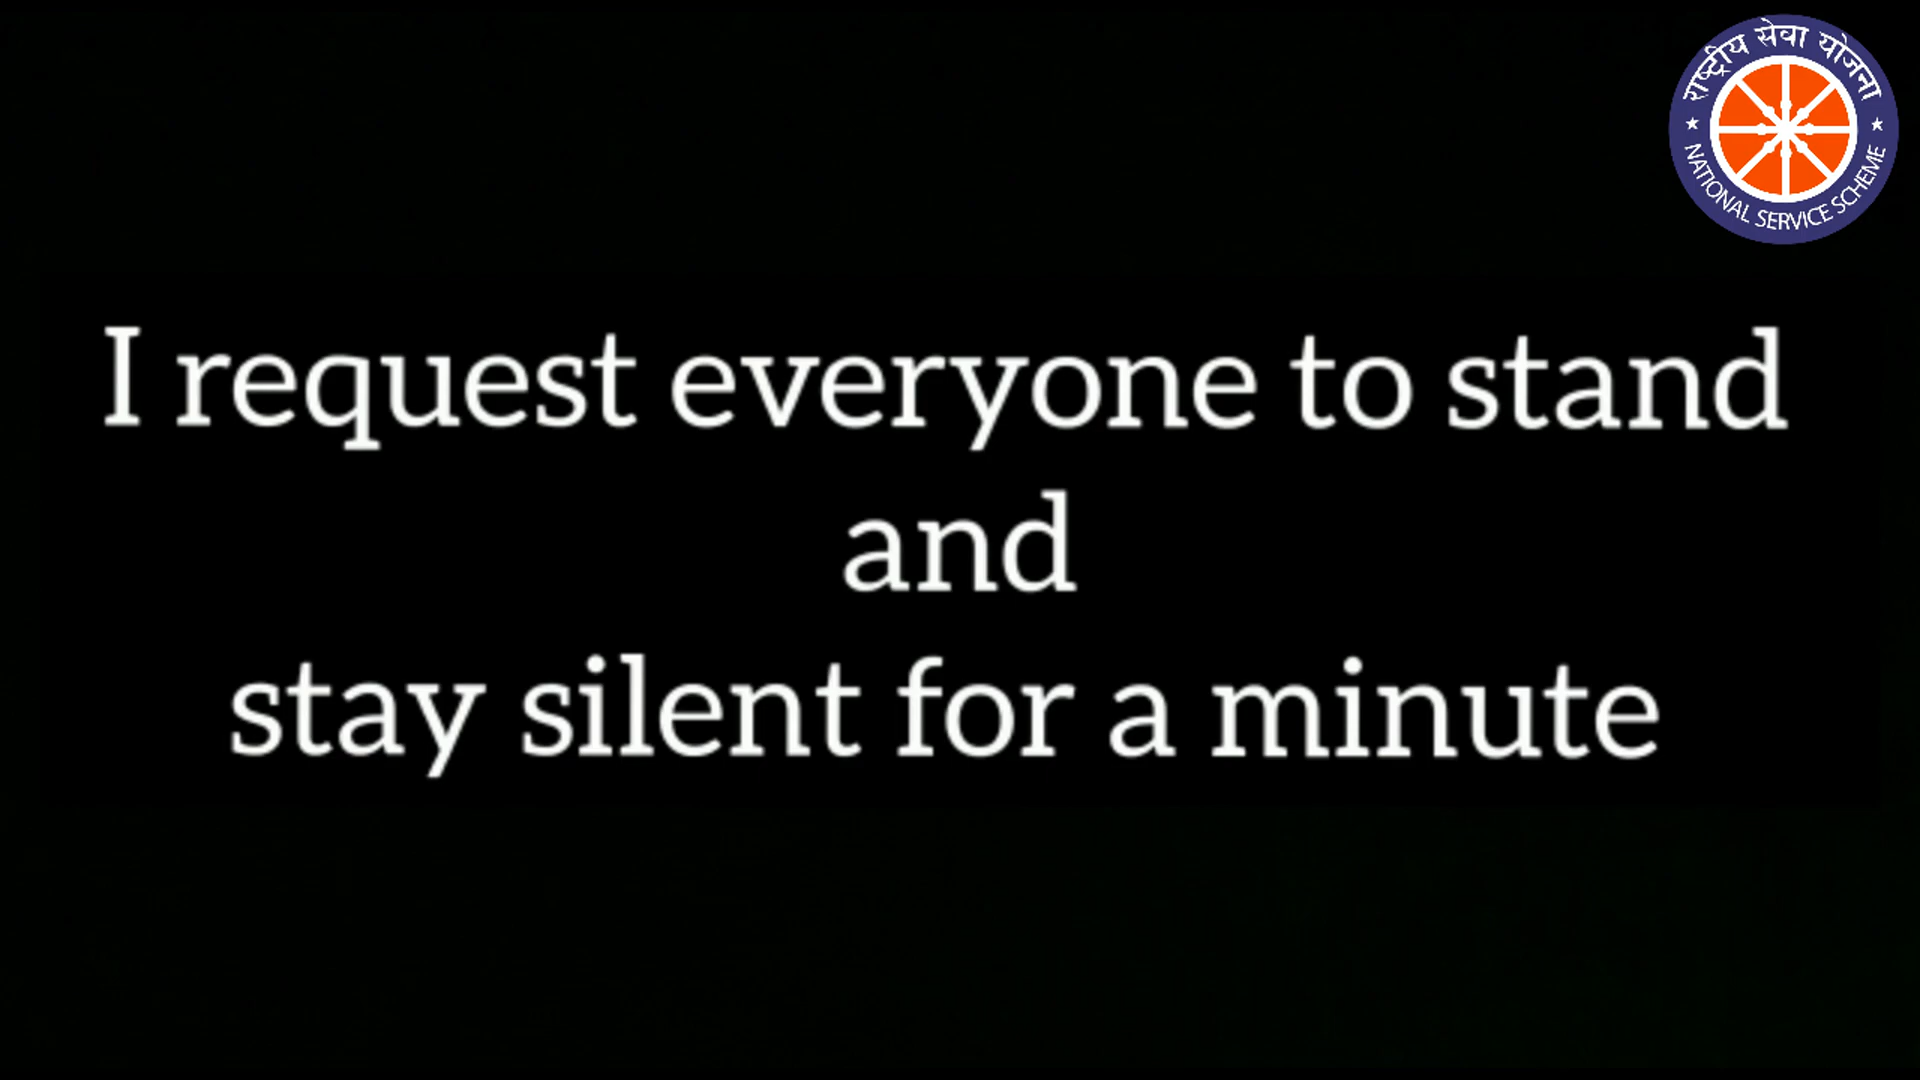 राष्ट्रीय सेवा योजना
NATIONAL SERVICE SCHEME
I request everyone to stand
and
stay silent for a minute